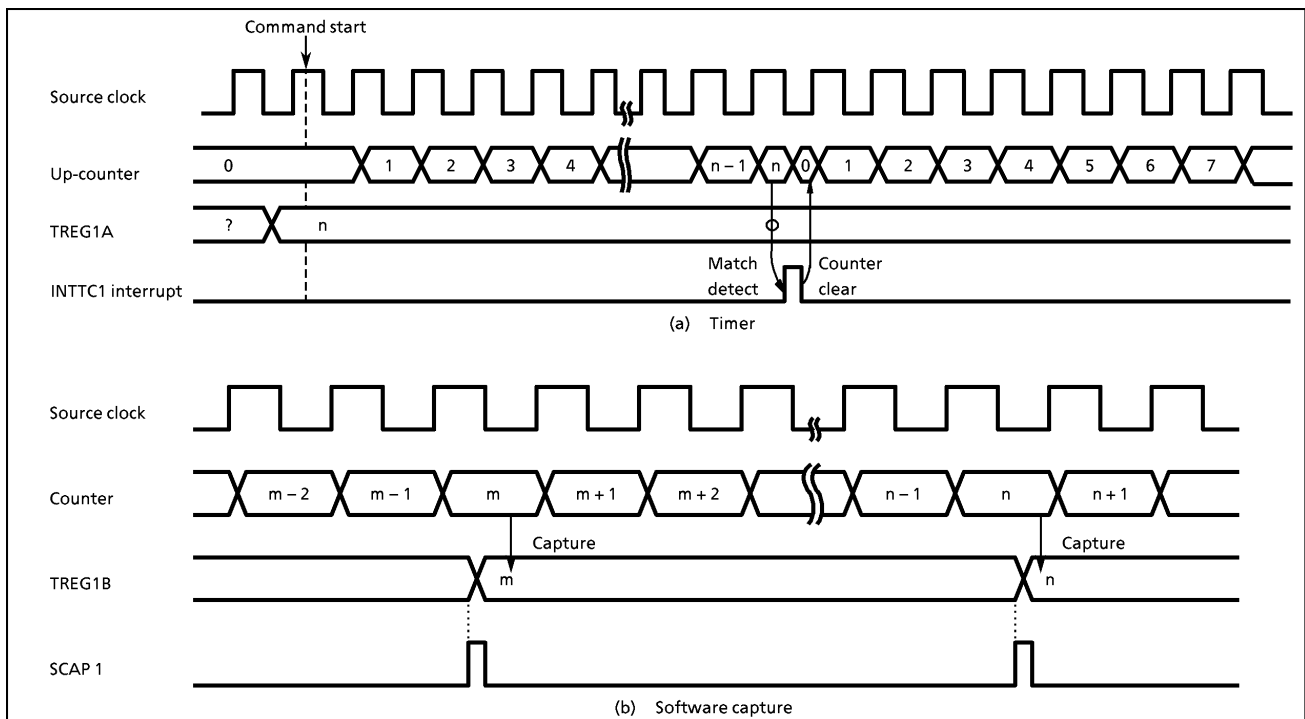 Command start
Source clock
Up-counter
0 1 2 3 4 n – 1 n 0 1 2 3 4 5 6 7
TREG1A
? n
Match detect
Counter clear
INTTC1 interrupt
(a) Timer
Source clock
Counter
m – 2 m – 1 m m + 1 m + 2 n – 1 n n + 1
Capture Capture
TREG1B
m n
SCAP 1
(b) Software capture